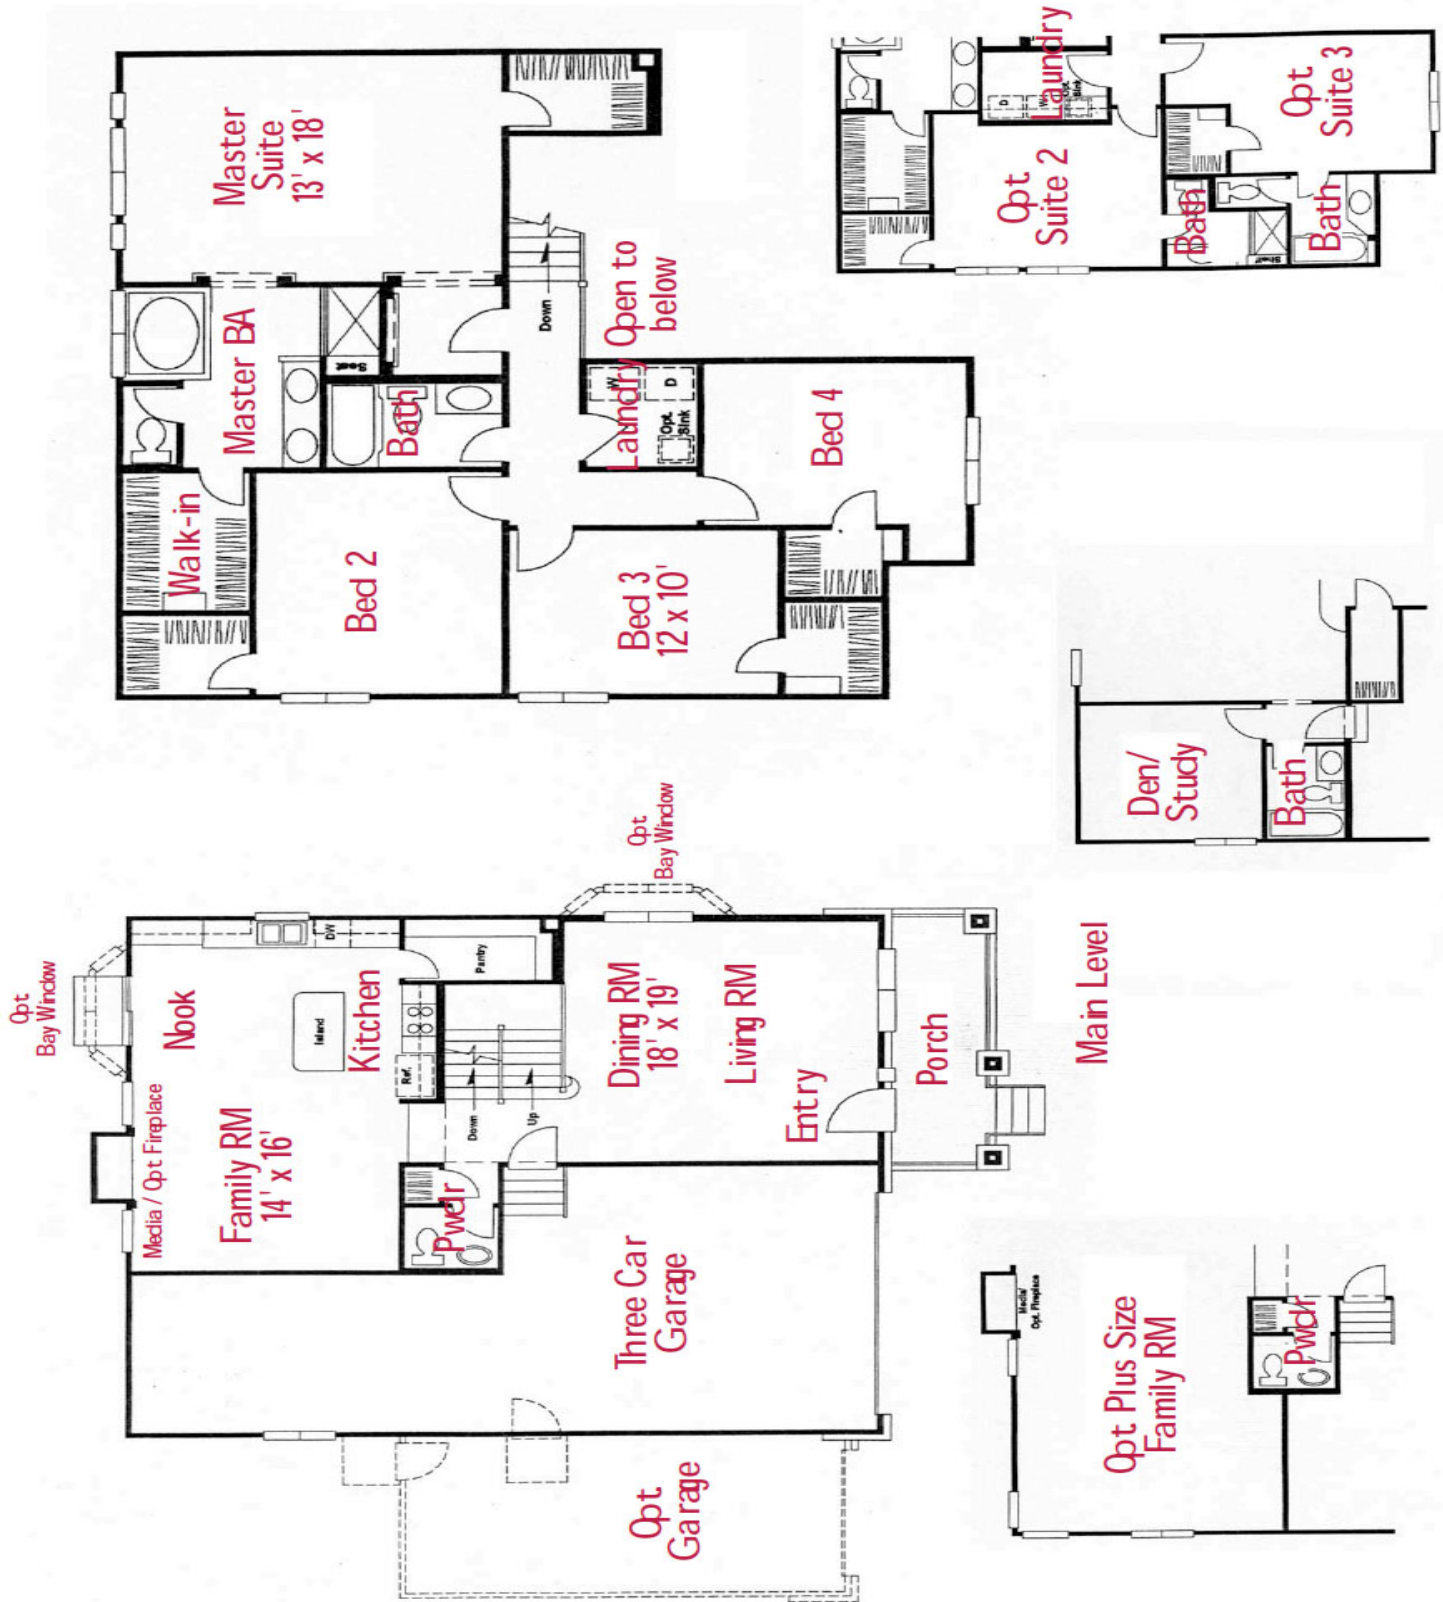 Master
Suite
13' x 18'
Master BA
Seat
Walk-in
Bath
Down
Open to
below
Laundry
W
D
Opt.
Sink
Bed 2
Bed 3
12 x 10'
Bed 4
Laundry
D
W
Opt.
Sink
Opt
Suite 2
Opt
Suite 3
Bath
Shelf
Bath
Den/
Study
Bath
Opt
Bay Window
Nook
DW
Island
Kitchen
Pantry
Ref.
Media / Opt Fireplace
Family RM
14' x 16'
Down
Up
Pwdr
Opt
Bay Window
Dining RM
18' x 19'
Living RM
Entry
Porch
Three Car
Garage
Opt
Garage
Main Level
Media/
Opt. Fireplace
Opt Plus Size
Family RM
Pwdr